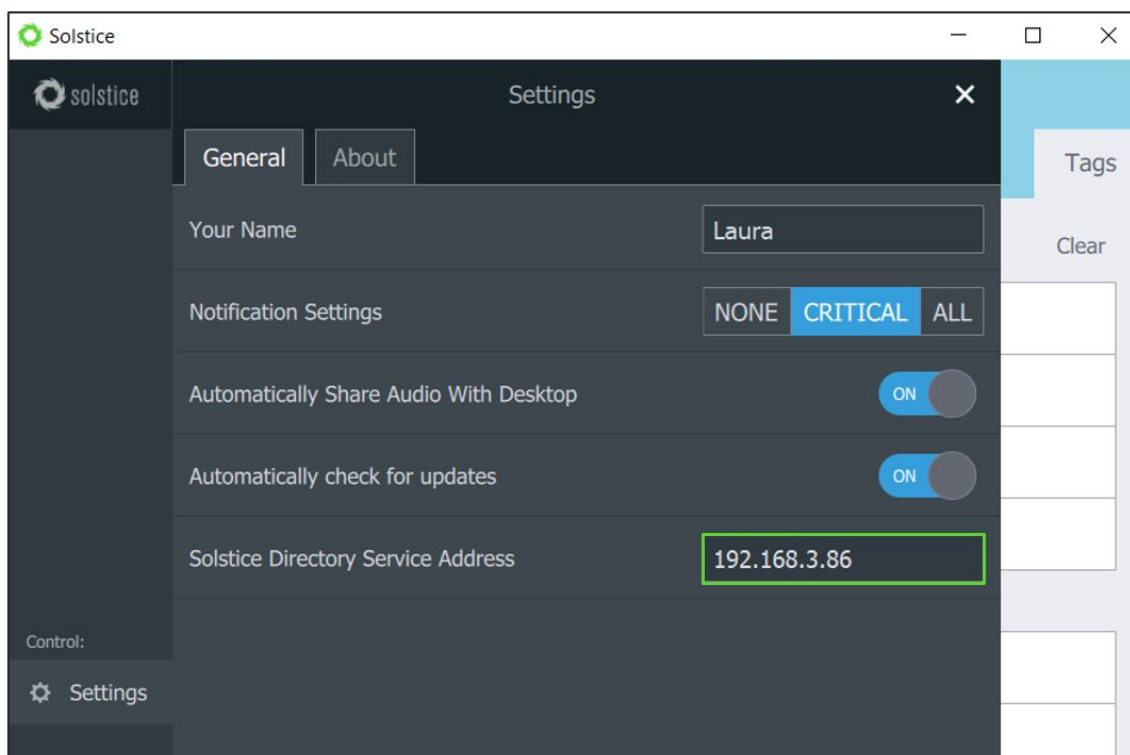 Solstice
solstice
Settings
General About
Tags
Your Name Laura
Clear
Notification Settings NONE CRITICAL ALL
Automatically Share Audio With Desktop ON
Automatically check for updates ON
Solstice Directory Service Address 192.168.3.86
Control:
Settings